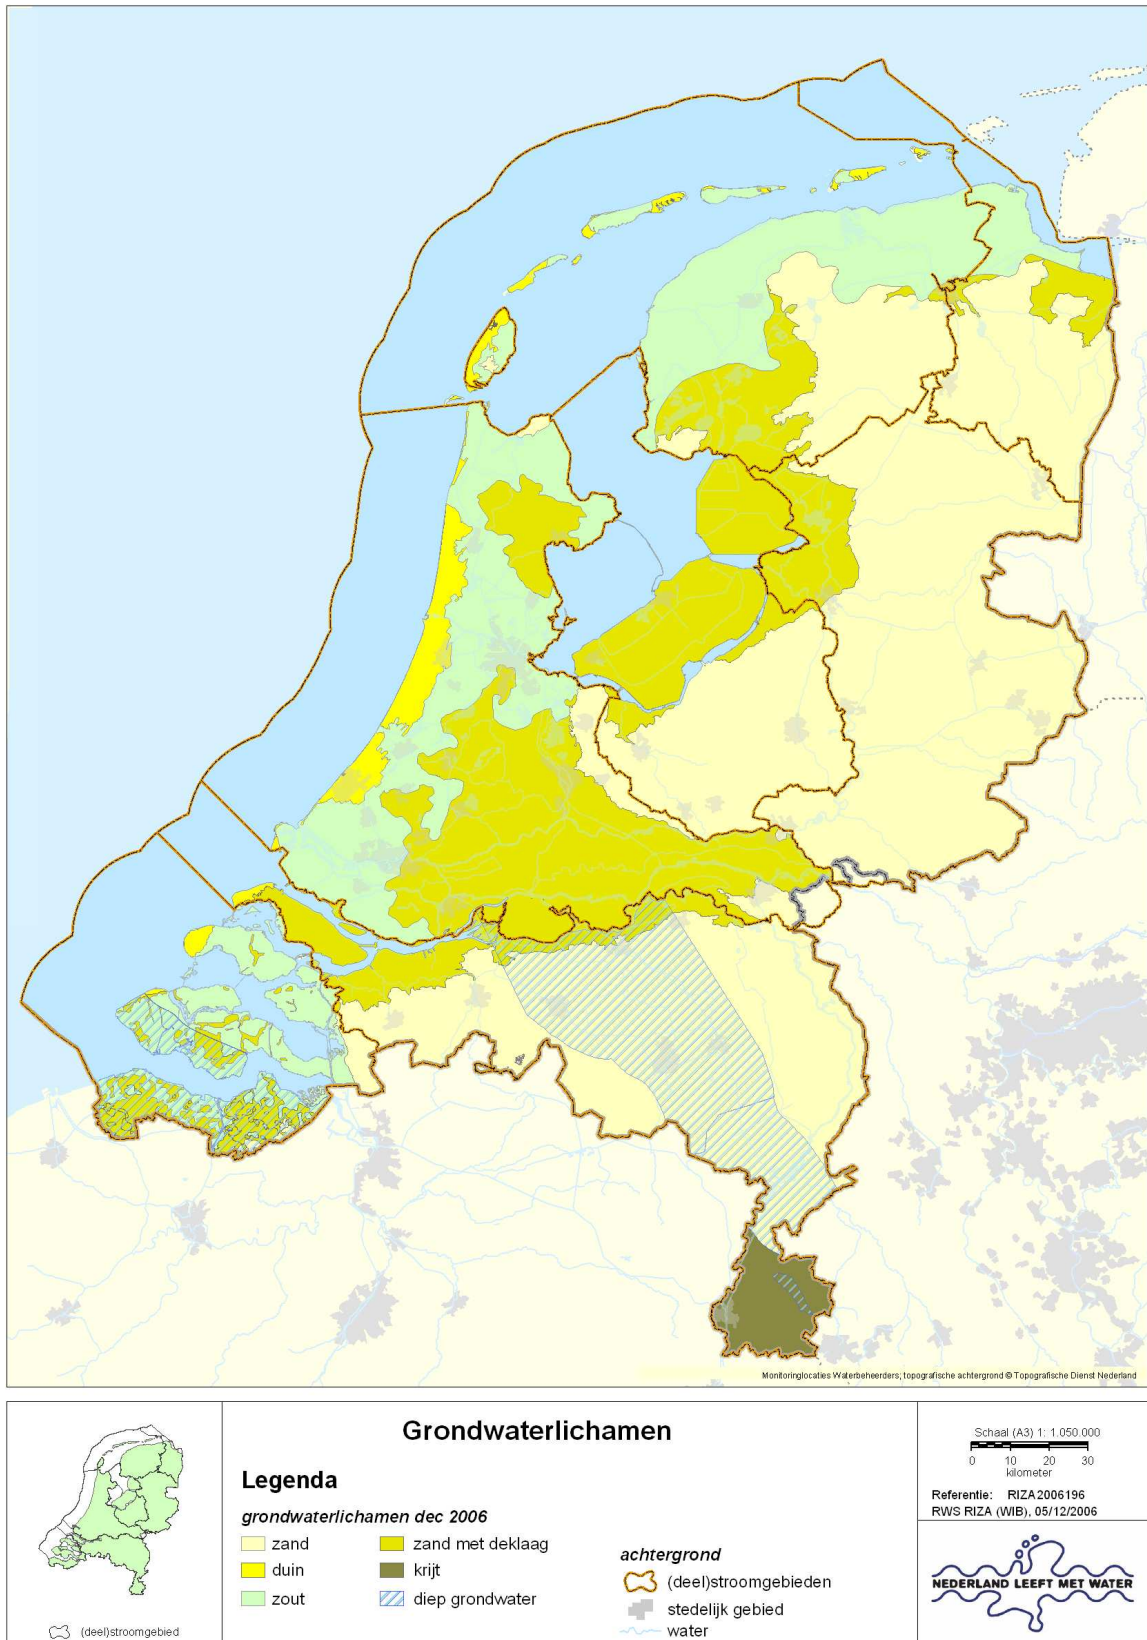 Monitoringlocaties Waterbeheerders; topografische achtergrond © Topografische Dienst Nederland
(deel)stroomgebied
Grondwaterlichamen
Legenda
grondwaterlichamen dec 2006
zand
duin
zout
zand met deklaag
krijt
diep grondwater
achtergrond
(deel)stroomgebieden
stedelijk gebied
water
Schaal (A3) 1: 1.050.000
0 10 20 30
kilometer
Referentie: RIZA2006196
RWS RIZA (WIB), 05/12/2006
NEDERLAND LEEFT MET WATER